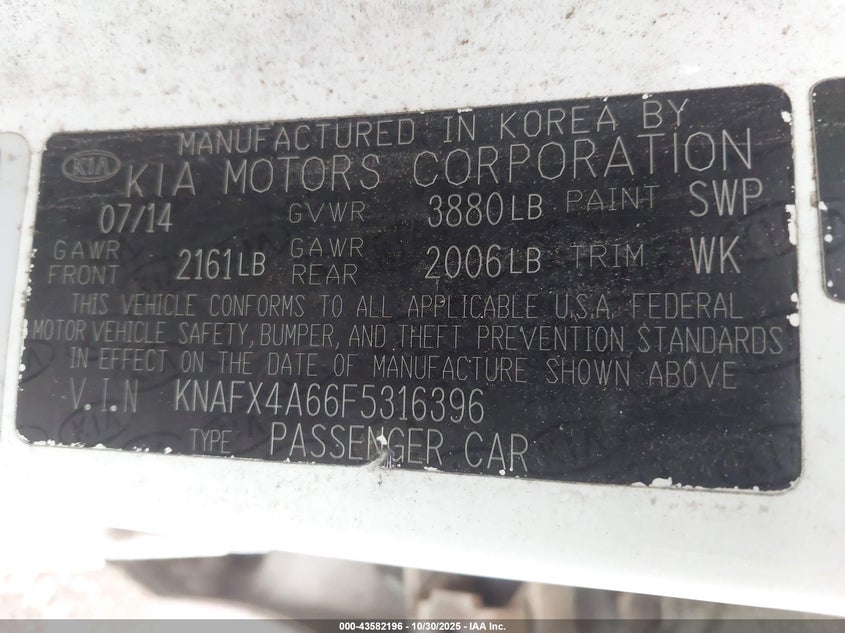 MANUFACTURED IN KOREA BY
KIA KIA MOTORS CORPORATION
07/14 GVWR 3880LB PAINT SWP
GAWR FRONT 2161LB GAWR REAR 2006LB TRIM WK
THIS VEHICLE CONFORMS TO ALL APPLICABLE U.S.A. FEDERAL
MOTOR VEHICLE SAFETY, BUMPER, AND THEFT PREVENTION STANDARDS
IN EFFECT ON THE DATE OF MANUFACTURE SHOWN ABOVE
V.I.N KNAFX4A66F5316396
TYPE PASSENGER CAR
000-43582196 - 10/30/2025 - IAA Inc.